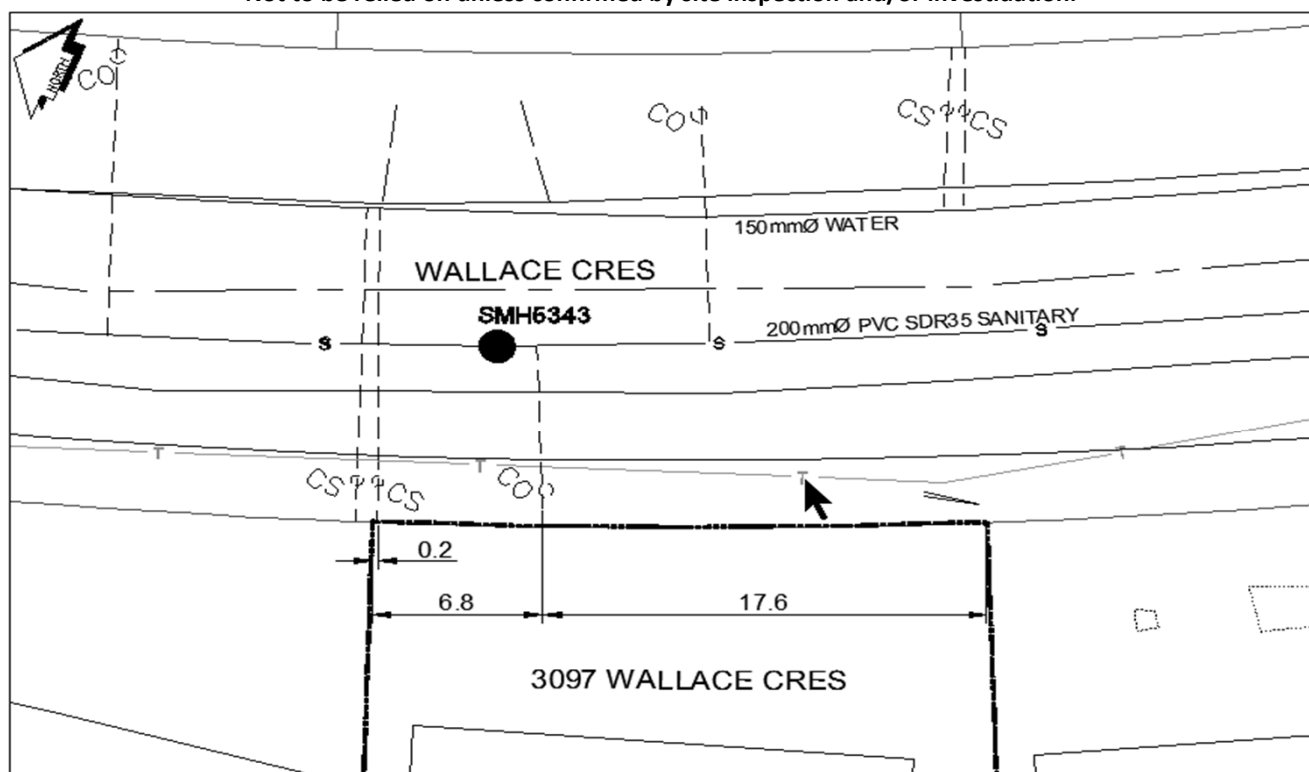 Not to be relied on unless confirmed by site inspection and/or investigation.
NORTH
CO
CO
CS CS
150mmØ WATER
WALLACE CRES
SMH5343
200mmØ PVC SDR35 SANITARY
S S S
T T T T
CS CS CO
0.2
6.8 17.6
3097 WALLACE CRES